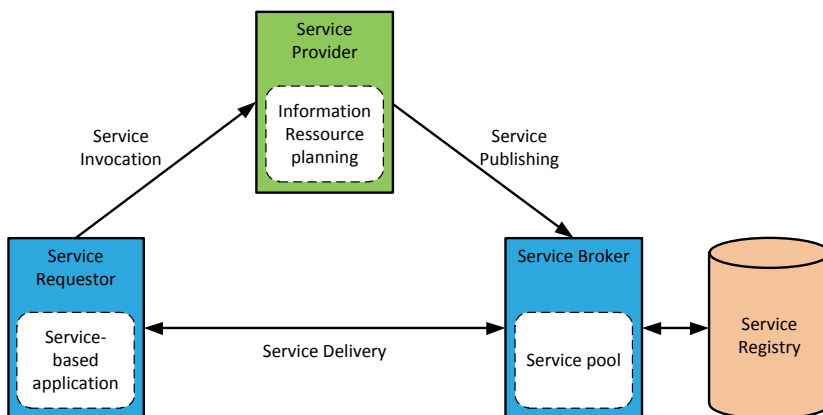 Service
Provider
Information
Ressource
planning
Service
Invocation
Service
Publishing
Service
Requestor
Service-
based
application
Service Delivery
Service Broker
Service pool
Service
Registry